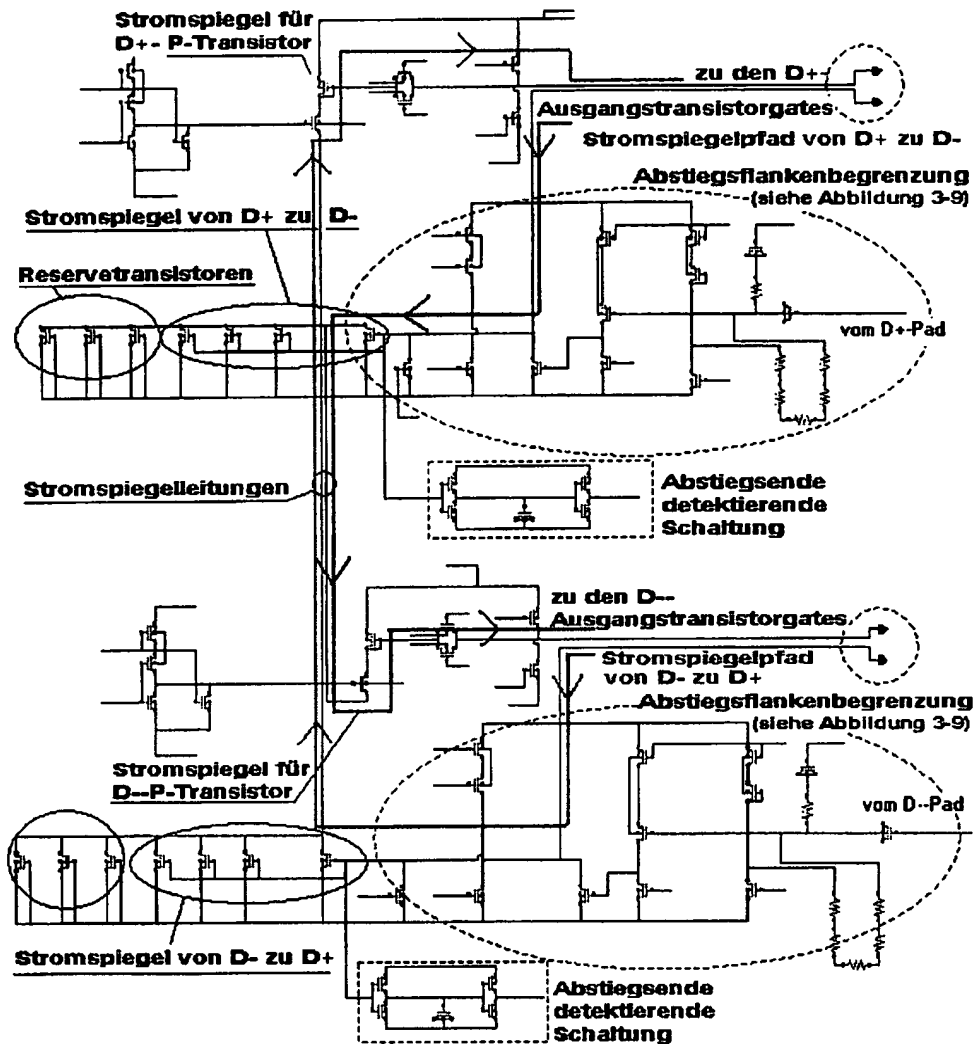 Stromspiegel für
D+- P-Transistor
zu den D+-
Ausgangstransistorgates
Stromspiegelpfad von D+ zu D-
Abstiegsflankenbegrenzung
(siehe Abbildung 3-9)
Stromspiegel von D+ zu D-
Reservetransistoren
vom D+-Pad
Stromspiegelleitungen
Abstiegsende
detektierende
Schaltung
zu den D--
Ausgangstransistorgates
Stromspiegelpfad
von D- zu D+
Abstiegsflankenbegrenzung
(siehe Abbildung 3-9)
Stromspiegel für
D--P-Transistor
vom D--Pad
Stromspiegel von D- zu D+
Abstiegsende
detektierende
Schaltung